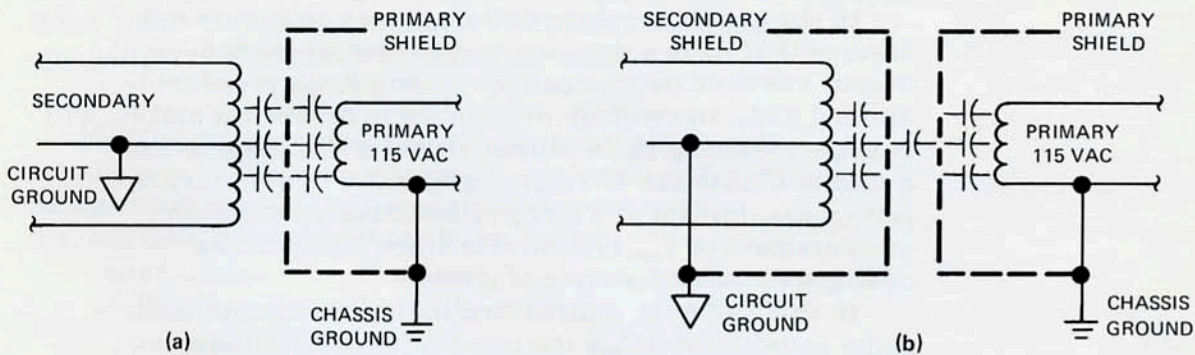 PRIMARY
SHIELD
SECONDARY
CIRCUIT
GROUND
PRIMARY
115 VAC
CHASSIS
GROUND
(a)
SECONDARY
SHIELD
PRIMARY
SHIELD
PRIMARY
115 VAC
CIRCUIT
GROUND
CHASSIS
GROUND
(b)